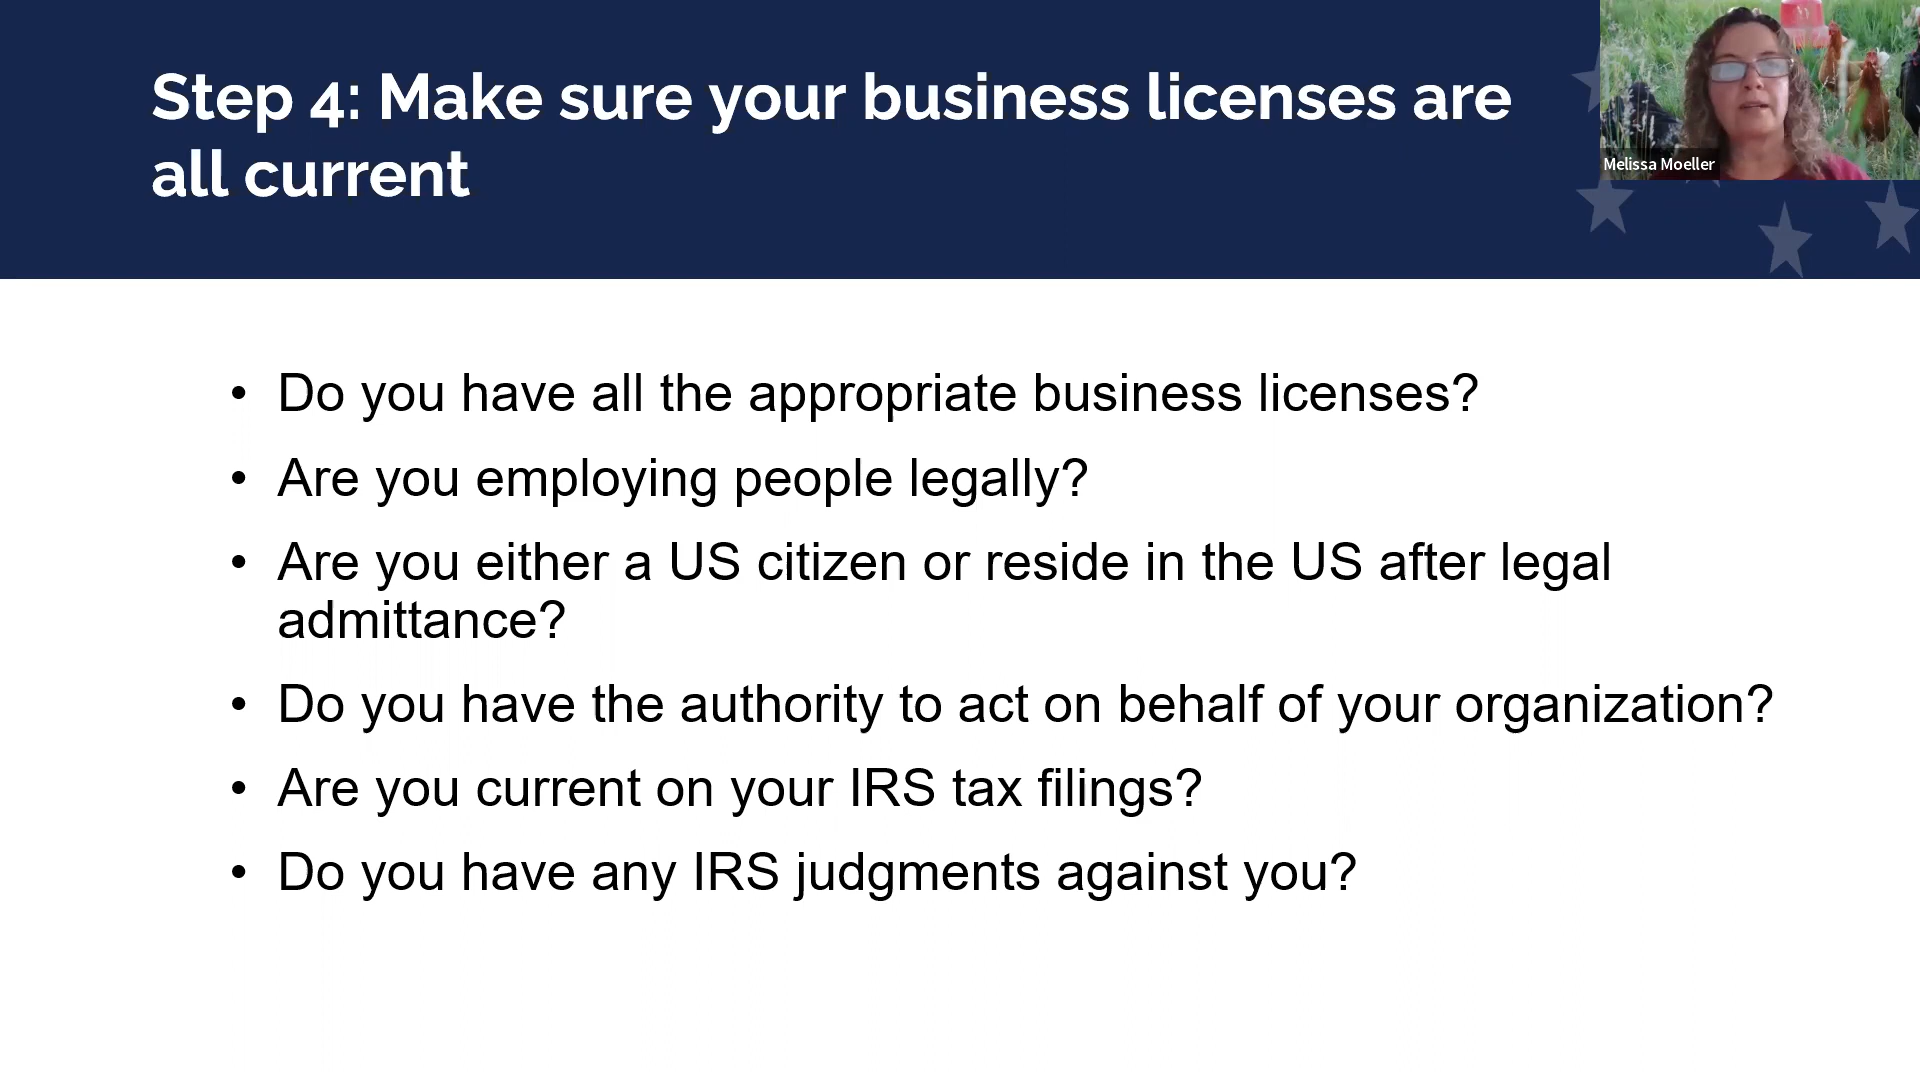 Step 4: Make sure your business licenses are
all current
Melissa Moeller
• Do you have all the appropriate business licenses?
• Are you employing people legally?
• Are you either a US citizen or reside in the US after legal
admittance?
• Do you have the authority to act on behalf of your organization?
• Are you current on your IRS tax filings?
• Do you have any IRS judgments against you?